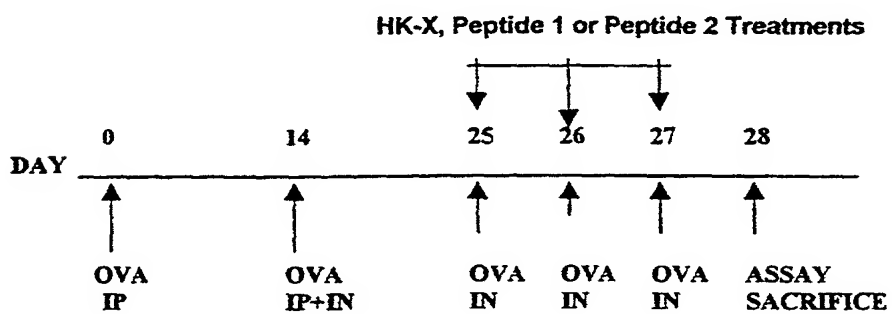 HK-X, Peptide 1 or Peptide 2 Treatments
0 14 25 26 27 28
DAY
OVA OVA OVA OVA OVA ASSAY
IP IP+IN IN IN IN SACRIFICE